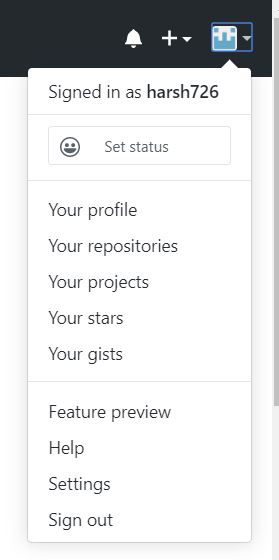 Signed in as harsh726
Set status
Your profile
Your repositories
Your projects
Your stars
Your gists
Feature preview
Help
Settings
Sign out